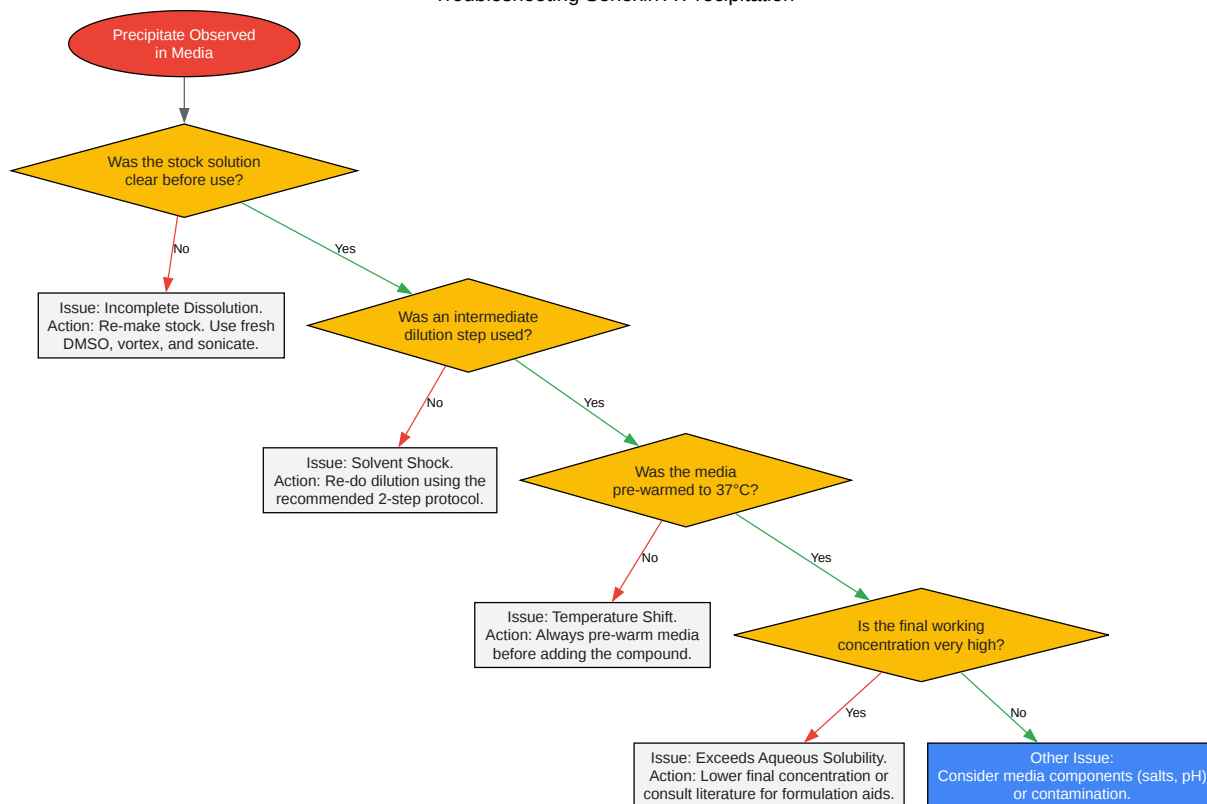 Troubleshooting
Precipitation
Precipitate Observed
in Media
Was the stock solution
clear before use?
No
Yes
Issue: Incomplete Dissolution.
Action: Re-make stock. Use fresh
DMSO, vortex, and sonicate.
Was an intermediate
dilution step used?
No
Yes
Issue: Solvent Shock.
Action: Re-do dilution using the
recommended 2-step protocol.
Was the media
pre-warmed to 37°C?
No
Yes
Issue: Temperature Shift.
Action: Always pre-warm media
before adding the compound.
Is the final working
concentration very high?
Yes
No
Issue: Exceeds Aqueous Solubility.
Action: Lower final concentration or
consult literature for formulation aids.
Other Issue:
Consider media components (salts, pH)
or contamination.